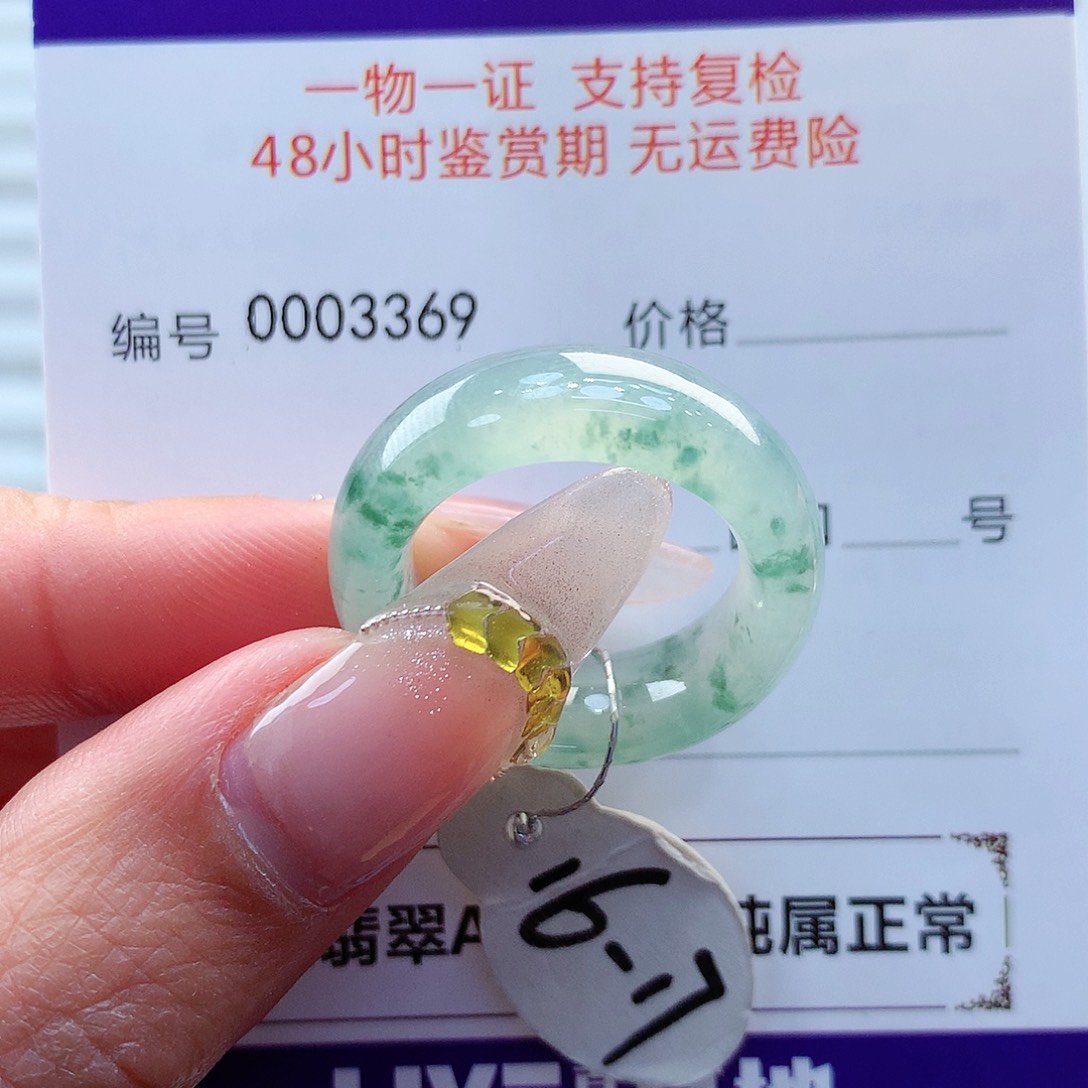 一物一证 支持复检
48小时鉴赏期 无运费险
编号 0003369 价格
号
翡翠A 纯属正常
16-17